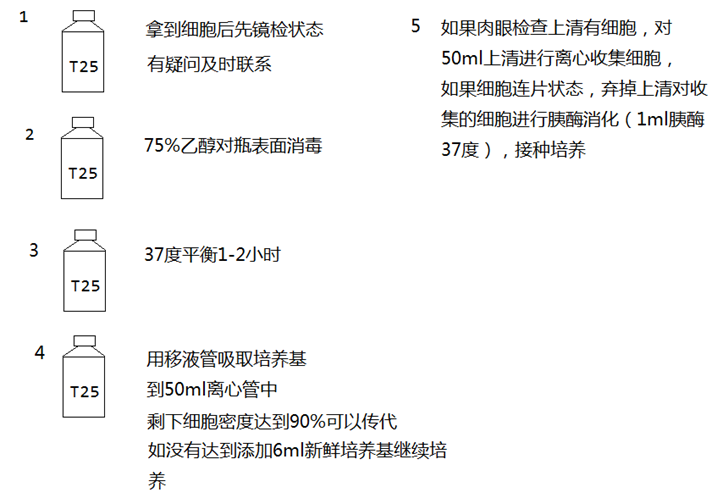 1
拿到细胞后先镜检状态
有疑问及时联系
T25
2
75%乙醇对瓶表面消毒
T25
3
37度平衡1-2小时
T25
4
用移液管吸取培养基
到50ml离心管中
T25
剩下细胞密度达到90%可以传代
如没有达到添加6ml新鲜培养基继续培
养
5 如果肉眼检查上清有细胞，对
50ml上清进行离心收集细胞，
如果细胞连片状态，弃掉上清对收
集的细胞进行胰酶消化（1ml胰酶
37度），接种培养